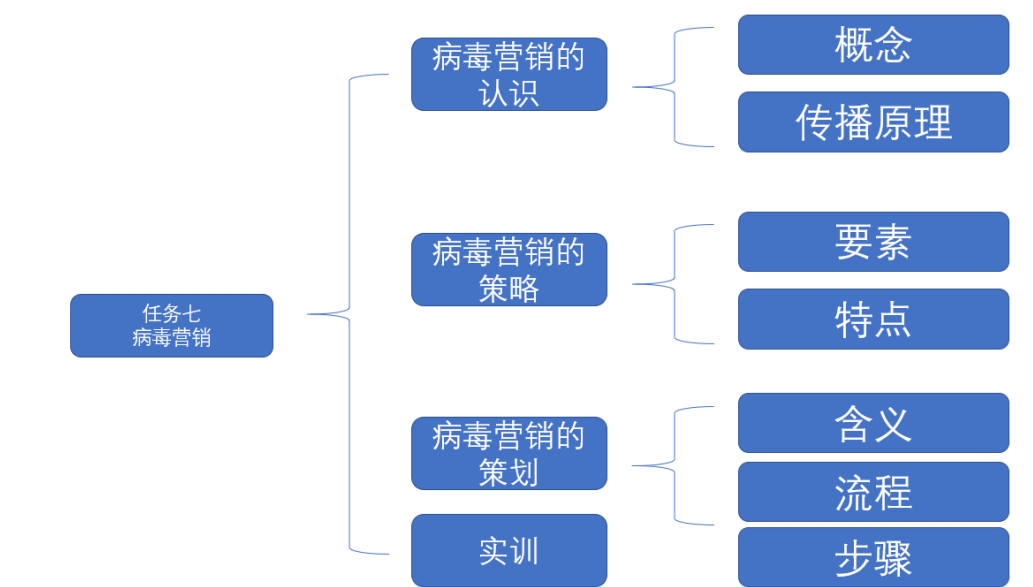 任务七
病毒营销
病毒营销的
认识
概念
传播原理
病毒营销的
策略
要素
特点
病毒营销的
策划
含义
流程
步骤
实训